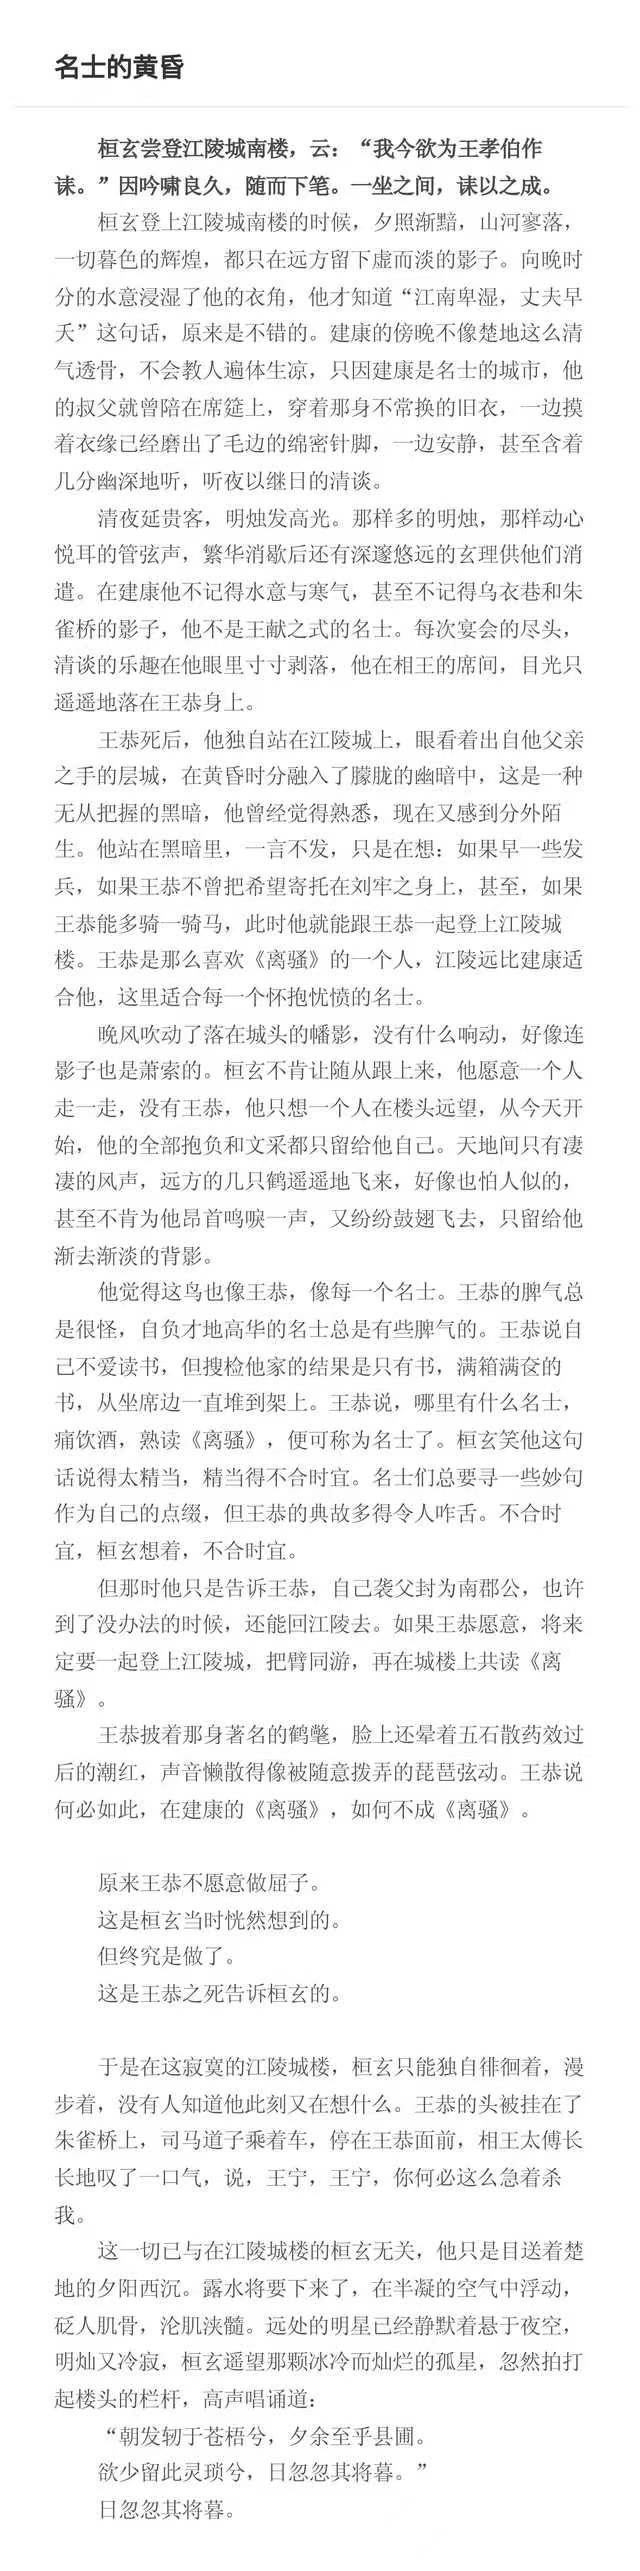 名士的黄昏
桓玄尝登江陵城南楼，云：“我今欲为王孝伯作
诔。”因吟啸良久，随而下笔。一坐之间，诔以之成。
桓玄登上江陵城南楼的时候，夕照渐黯，山河寥落，
一切暮色的辉煌，都只在远方留下虚而淡的影子。向晚时
分的水意浸湿了他的衣角，他才知道“江南卑湿，丈夫早
夭”这句话，原来是不错的。建康的傍晚不像楚地这么清
气透骨，不会教人遍体生凉，只因建康是名士的城市，他
的叔父就曾陪在席筵上，穿着那身不常换的旧衣，一边摸
着衣缘已经磨出了毛边的绵密针脚，一边安静，甚至含着
几分幽深地听，听夜以继日的清谈。
清夜延贵客，明烛发高光。那样多的明烛，那样动心
悦耳的管弦声，繁华消歇后还有深邃悠远的玄理供他们消
遣。在建康他不记得水意与寒气，甚至不记得乌衣巷和朱
雀桥的影子，他不是王献之式的名士。每次宴会的尽头，
清谈的乐趣在他眼里寸寸剥落，他在相王的席间，目光只
遥遥地落在王恭身上。
王恭死后，他独自站在江陵城上，眼看着出自他父亲
之手的层城，在黄昏时分融入了朦胧的幽暗中，这是一种
无从把握的黑暗，他曾经觉得熟悉，现在又感到分外陌
生。他站在黑暗里，一言不发，只是在想：如果早一些发
兵，如果王恭不曾把希望寄托在刘牢之身上，甚至，如果
王恭能多骑一骑马，此时他就能跟王恭一起登上江陵城
楼。王恭是那么喜欢《离骚》的一个人，江陵远比建康适
合他，这里适合每一个怀抱忧愤的名士。
晚风吹动了落在城头的幡影，没有什么响动，好像连
影子也是萧索的。桓玄不肯让随从跟上来，他愿意一个人
走一走，没有王恭，他只想一个人在楼头远望，从今天开
始，他的全部抱负和文采都只留给他自己。天地间只有凄
凄的风声，远方的几只鹤遥遥地飞来，好像也怕人似的，
甚至不肯为他昂首鸣唳一声，又纷纷鼓翅飞去，只留给他
渐去渐淡的背影。
他觉得这鸟也像王恭，像每一个名士。王恭的脾气总
是很怪，自负才地高华的名士总是有些脾气的。王恭说自
己不爱读书，但搜检他家的结果是只有书，满箱满奁的
书，从坐席边一直堆到架上。王恭说，哪里有什么名士，
痛饮酒，熟读《离骚》，便可称为名士了。桓玄笑他这句
话说得太精当，精当得不合时宜。名士们总要寻一些妙句
作为自己的点缀，但王恭的典故多得令人咋舌。不合时
宜，桓玄想着，不合时宜。
但那时他只是告诉王恭，自己袭父封为南郡公，也许
到了没办法的时候，还能回江陵去。如果王恭愿意，将来
定要一起登上江陵城，把臂同游，再在城楼上共读《离
骚》。
王恭披着那身著名的鹤氅，脸上还晕着五石散药效过
后的潮红，声音懒散得像被随意拨弄的琵琶弦动。王恭说
何必如此，在建康的《离骚》，如何不成《离骚》。
原来王恭不愿意做屈子。
这是桓玄当时恍然想到的。
但终究是做了。
这是王恭之死告诉桓玄的。
于是在这寂寞的江陵城楼，桓玄只能独自徘徊着，漫
步着，没有人知道他此刻又在想什么。王恭的头被挂在了
朱雀桥上，司马道子乘着车，停在王恭面前，相王太傅长
长地叹了一口气，说，王宁，王宁，你何必这么急着杀
我。
这一切已与在江陵城楼的桓玄无关，他只是目送着楚
地的夕阳西沉。露水将要下来了，在半凝的空气中浮动，
砭人肌骨，沦肌浃髓。远处的明星已经静默着悬于夜空，
明灿又冷寂，桓玄遥望那颗冰冷而灿烂的孤星，忽然拍打
起楼头的栏杆，高声唱诵道：
“朝发轫于苍梧兮，夕余至乎县圃。
欲少留此灵琐兮，日忽忽其将暮。”
日忽忽其将暮。